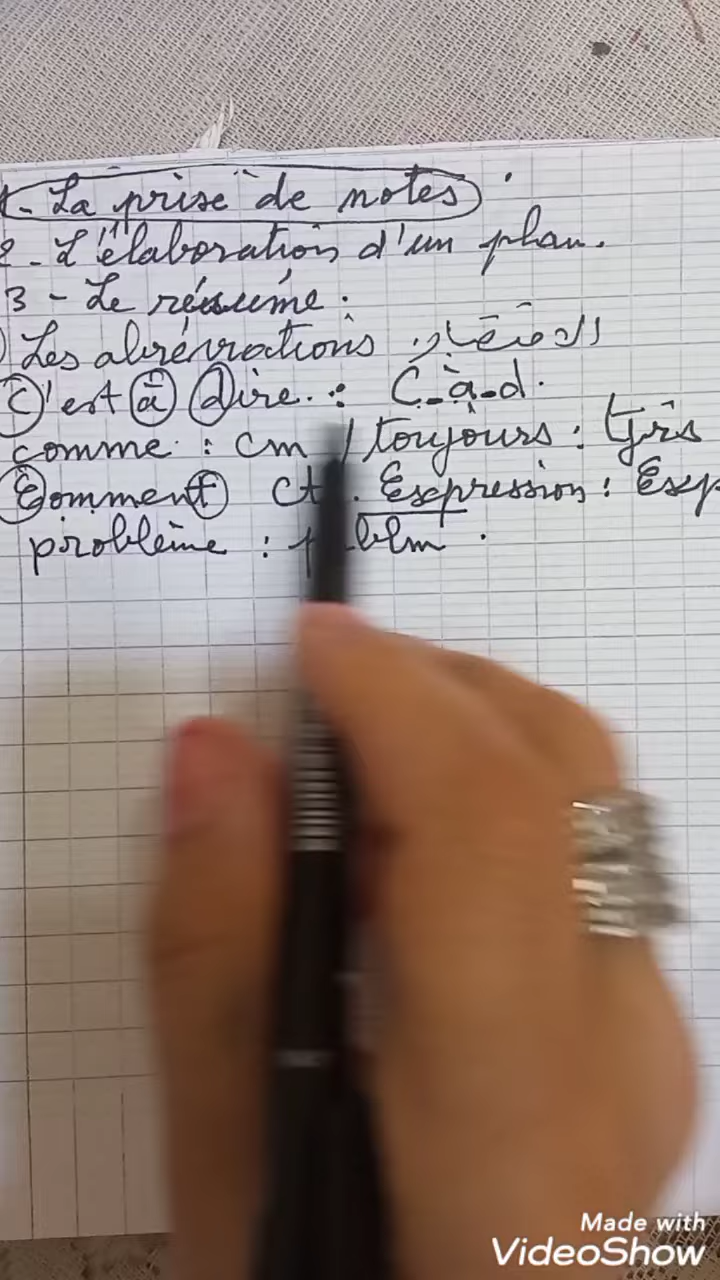 1- La prise de notes.
2 - L'élaboration d'un plan.
3 - Le résumé.
Les abréviations
C'est à dire : C-à-d.
comme : cm / toujours : tjrs
Comment ct. Expression : Exp
problème : blm.
Made with
VideoShow